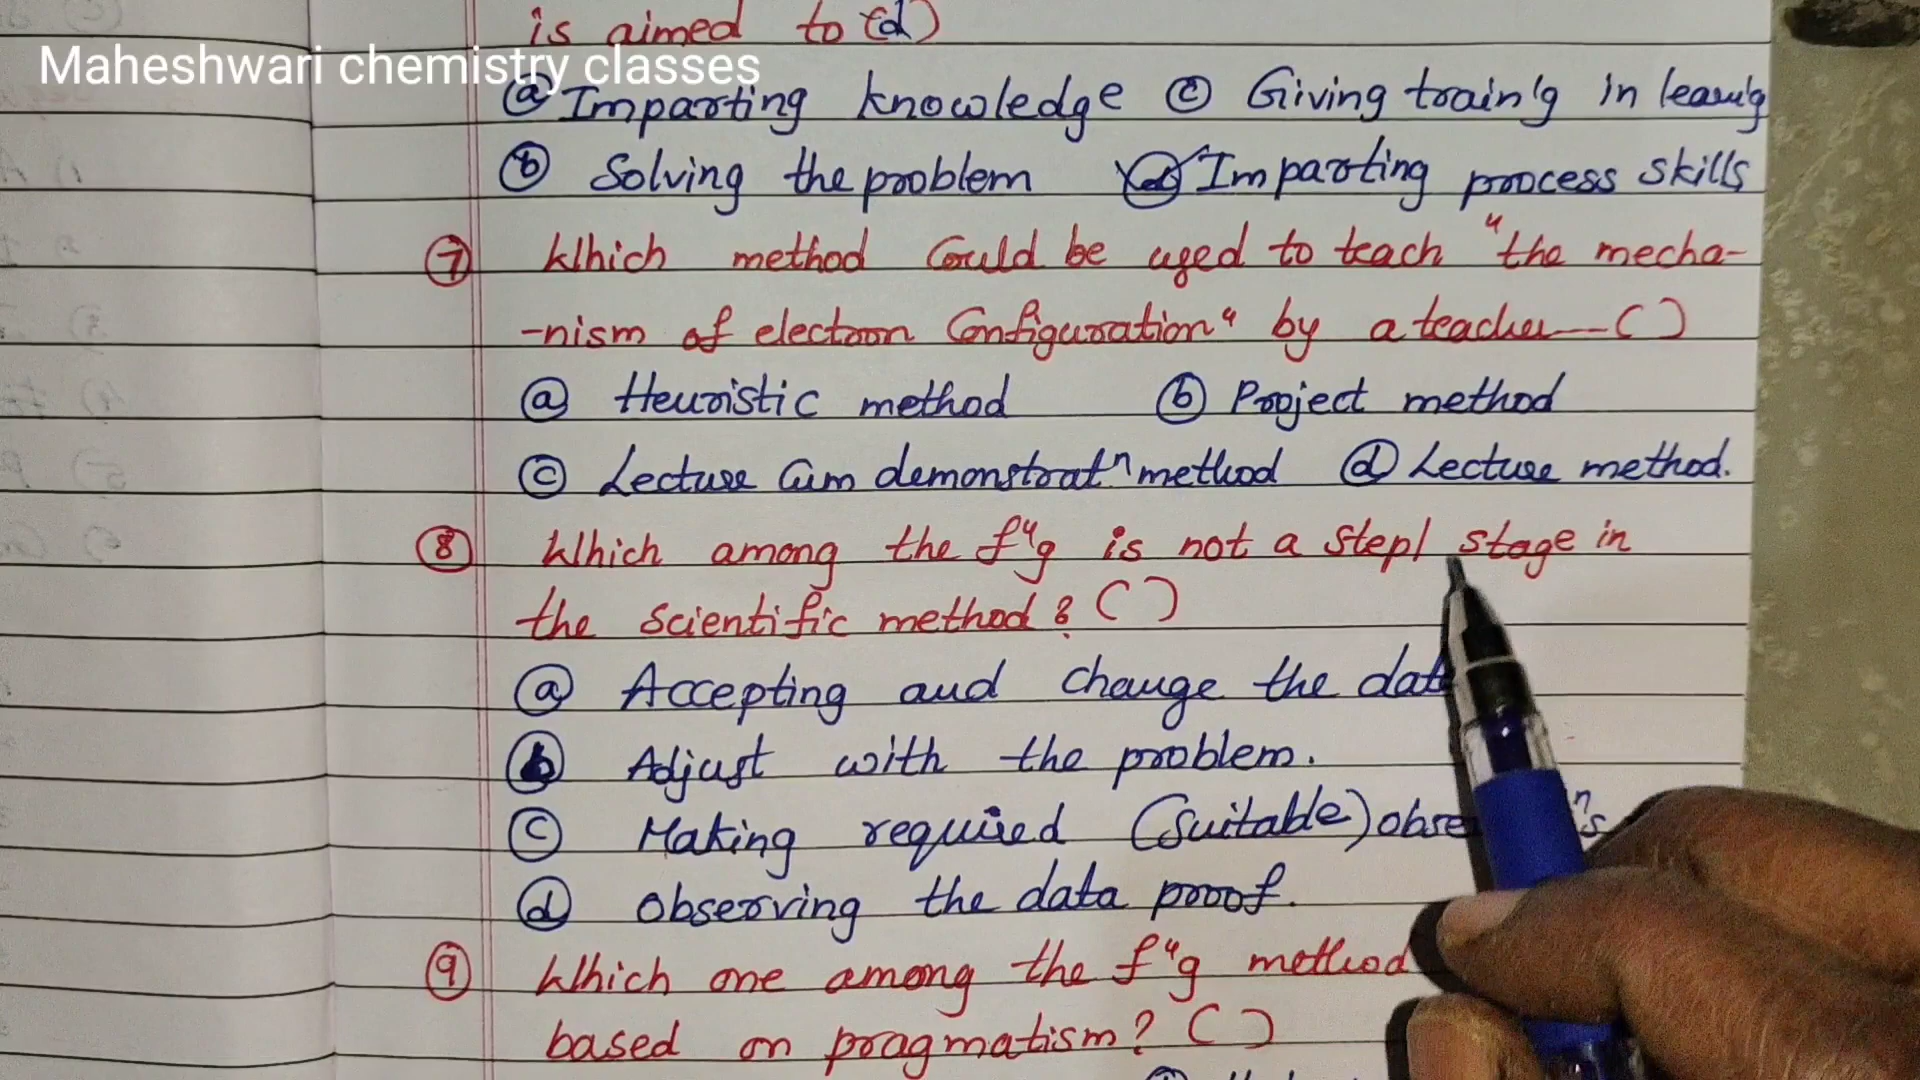 is aimed to (d)
Maheshwari chemistry classes
(a) Imparting knowledge (c) Giving train'g in learn'g
(b) Solving the problem (d) Imparting process skills
(7) Which method Could be used to teach "the mecha-
-nism of electron Configuration" by a teacher—( )
(a) Heuristic method (b) Project method
(c) Lecture Cum demonstratn method (d) Lecture method.
(8) Which among the f"g is not a step/ stage in
the scientific method? ( )
(a) Accepting and change the
(b) Adjust with the problem.
(c) Making required (suitable)
(d) observing the data proof.
(9) Which one among the f"g method
based on pragmatism? ( )